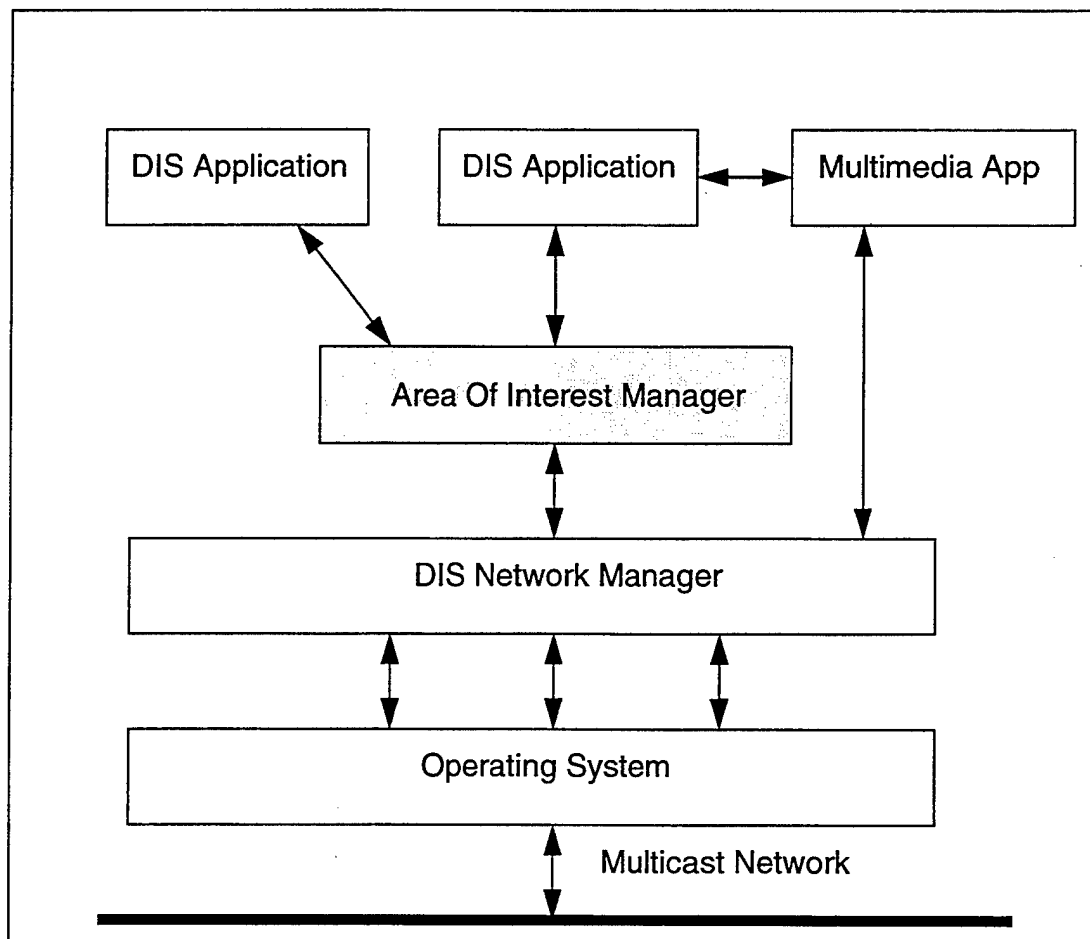 DIS Application
DIS Application
Multimedia App
Area Of Interest Manager
DIS Network Manager
Operating System
Multicast Network